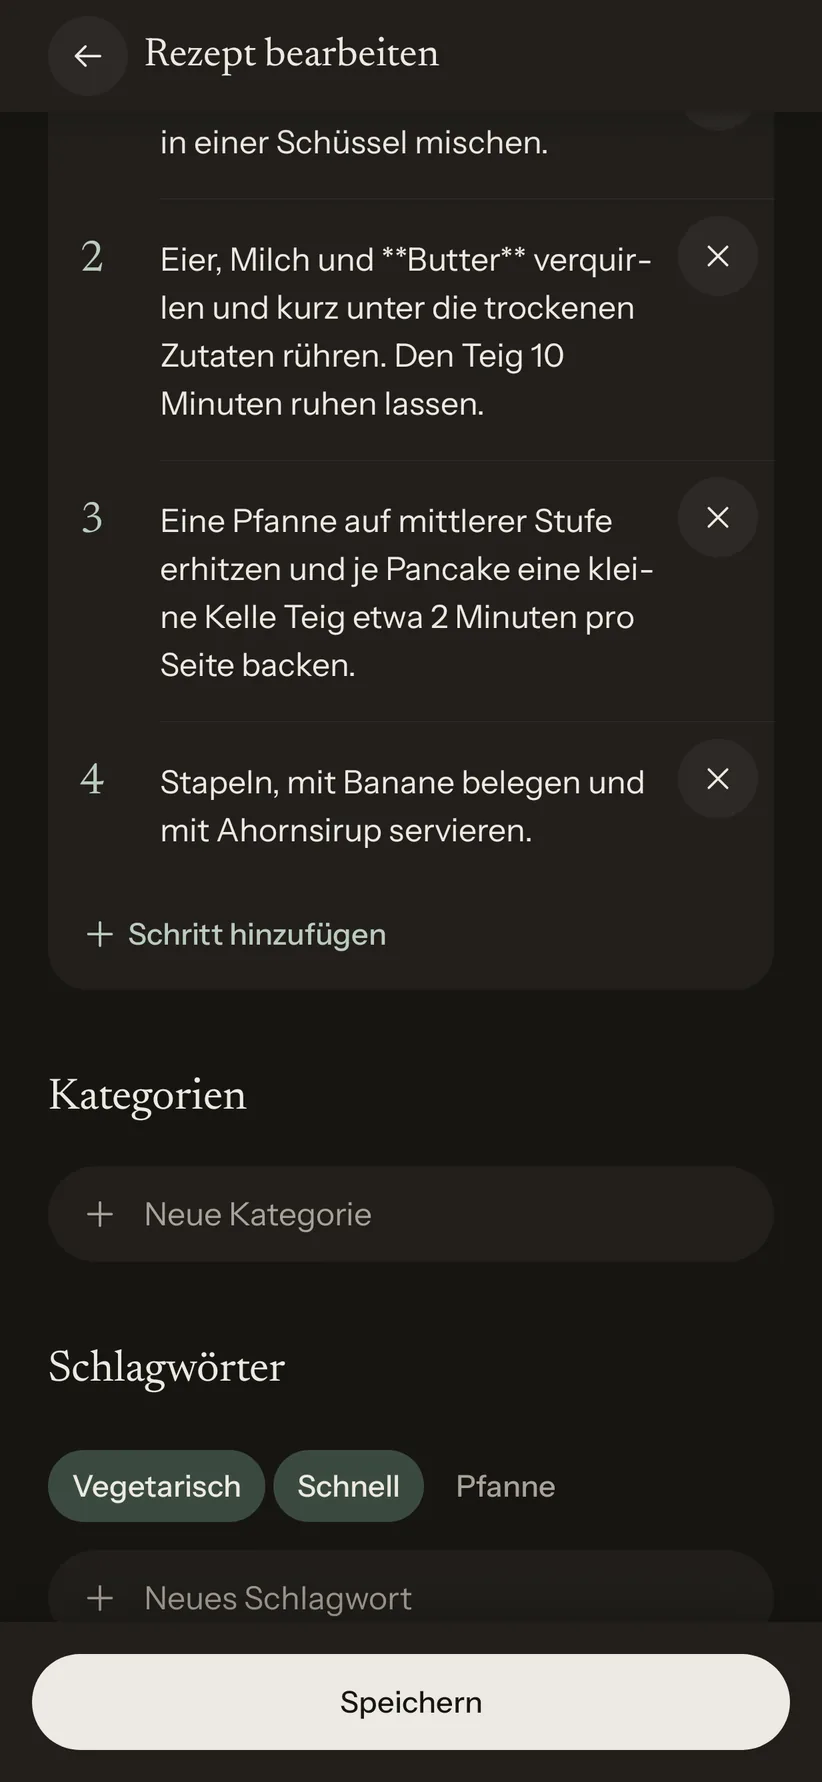 Rezept bearbeiten
in einer Schüssel mischen.
2
Eier, Milch und **Butter** verquir-
len und kurz unter die trockenen
Zutaten rühren. Den Teig 10
Minuten ruhen lassen.
3
Eine Pfanne auf mittlerer Stufe
erhitzen und je Pancake eine klei-
ne Kelle Teig etwa 2 Minuten pro
Seite backen.
4
Stapeln, mit Banane belegen und
mit Ahornsirup servieren.
Schritt hinzufügen
Kategorien
Neue Kategorie
Schlagwörter
Vegetarisch Schnell Pfanne
Neues Schlagwort
Speichern